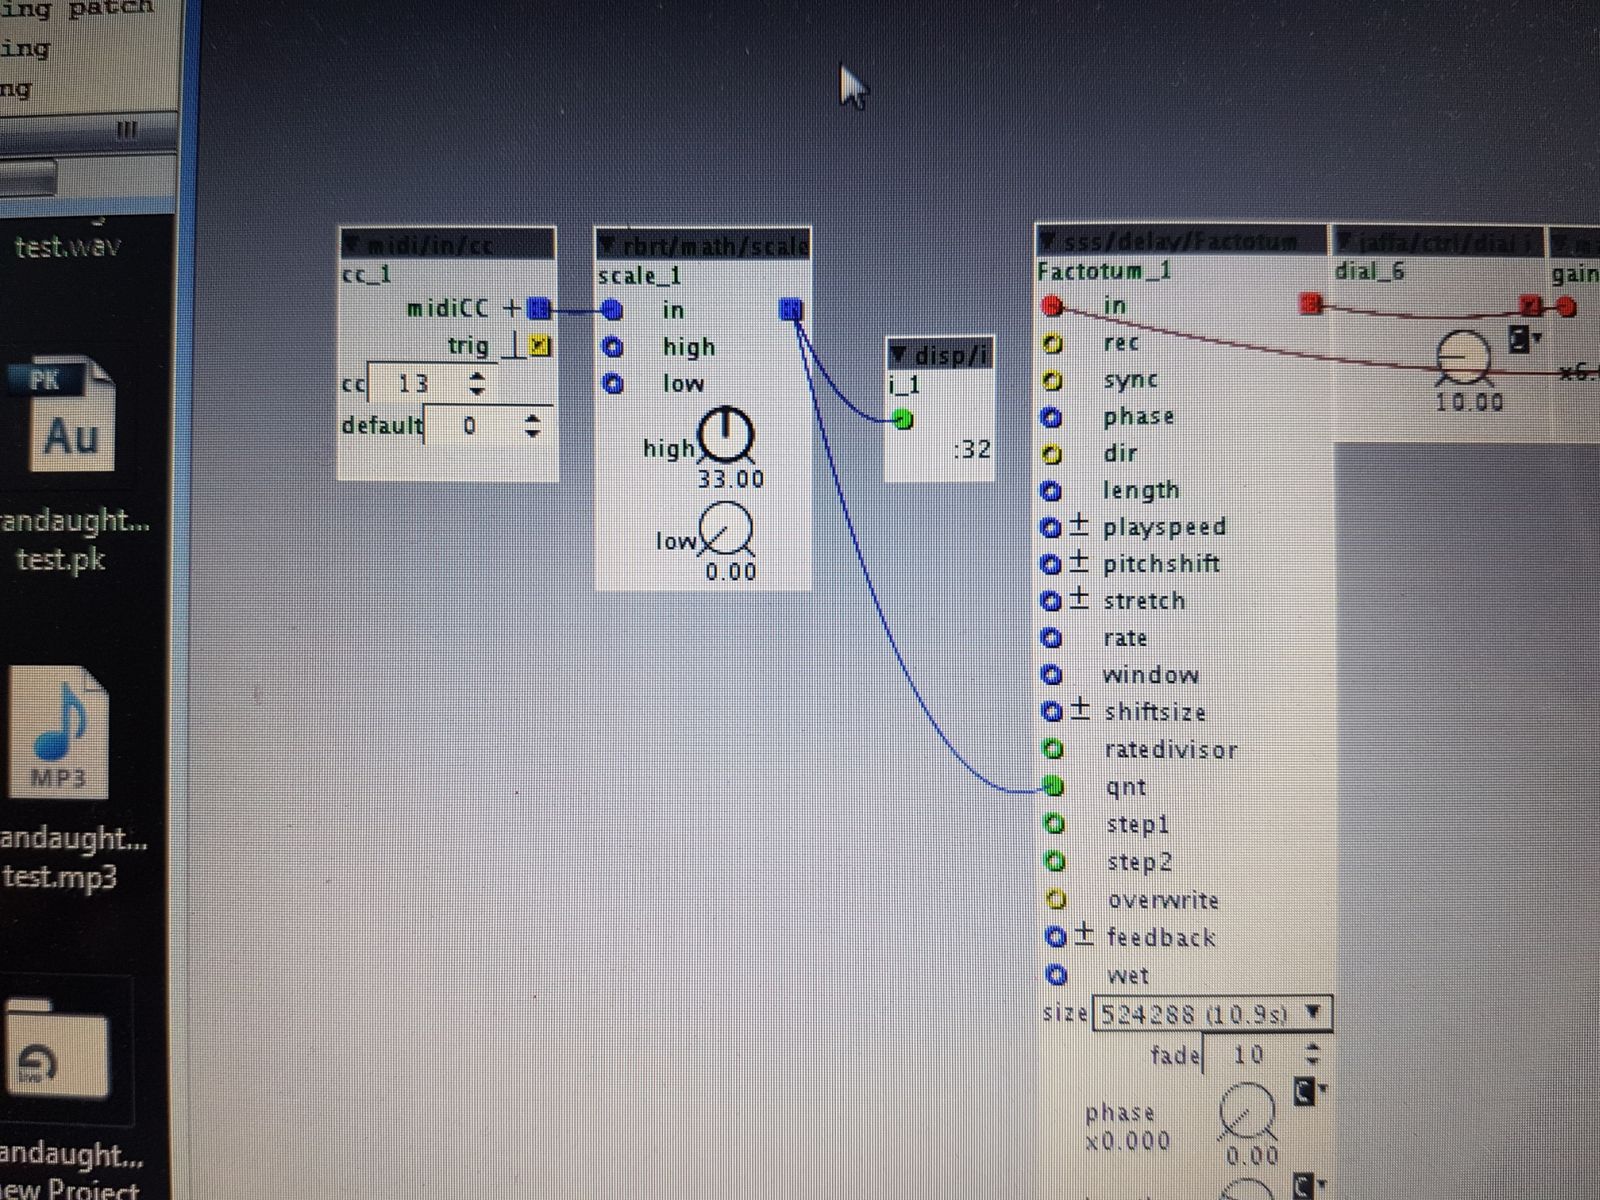 ing patch
ing
ng
test.wav
PK
Au
andaught...
test.pk
MP3
andaught...
test.mp3
andaught...
ew Project
midi/in/cc
cc_1
midiCC +
trig
cc 13
default 0
rbrt/math/scale
scale_1
in
high
low
high
33.00
low
0.00
disp/i
i_1
:32
sss/delay/Factotum
Factotum_1
in
rec
sync
phase
dir
length
± playspeed
± pitchshift
± stretch
rate
window
± shiftsize
ratedivisor
qnt
step1
step2
overwrite
± feedback
wet
size 524288 (10.9s)
fade 10
phase
x0.000
C
0.00
C
jaffa/ctrl/dial
dial_6
C
10.00
gain